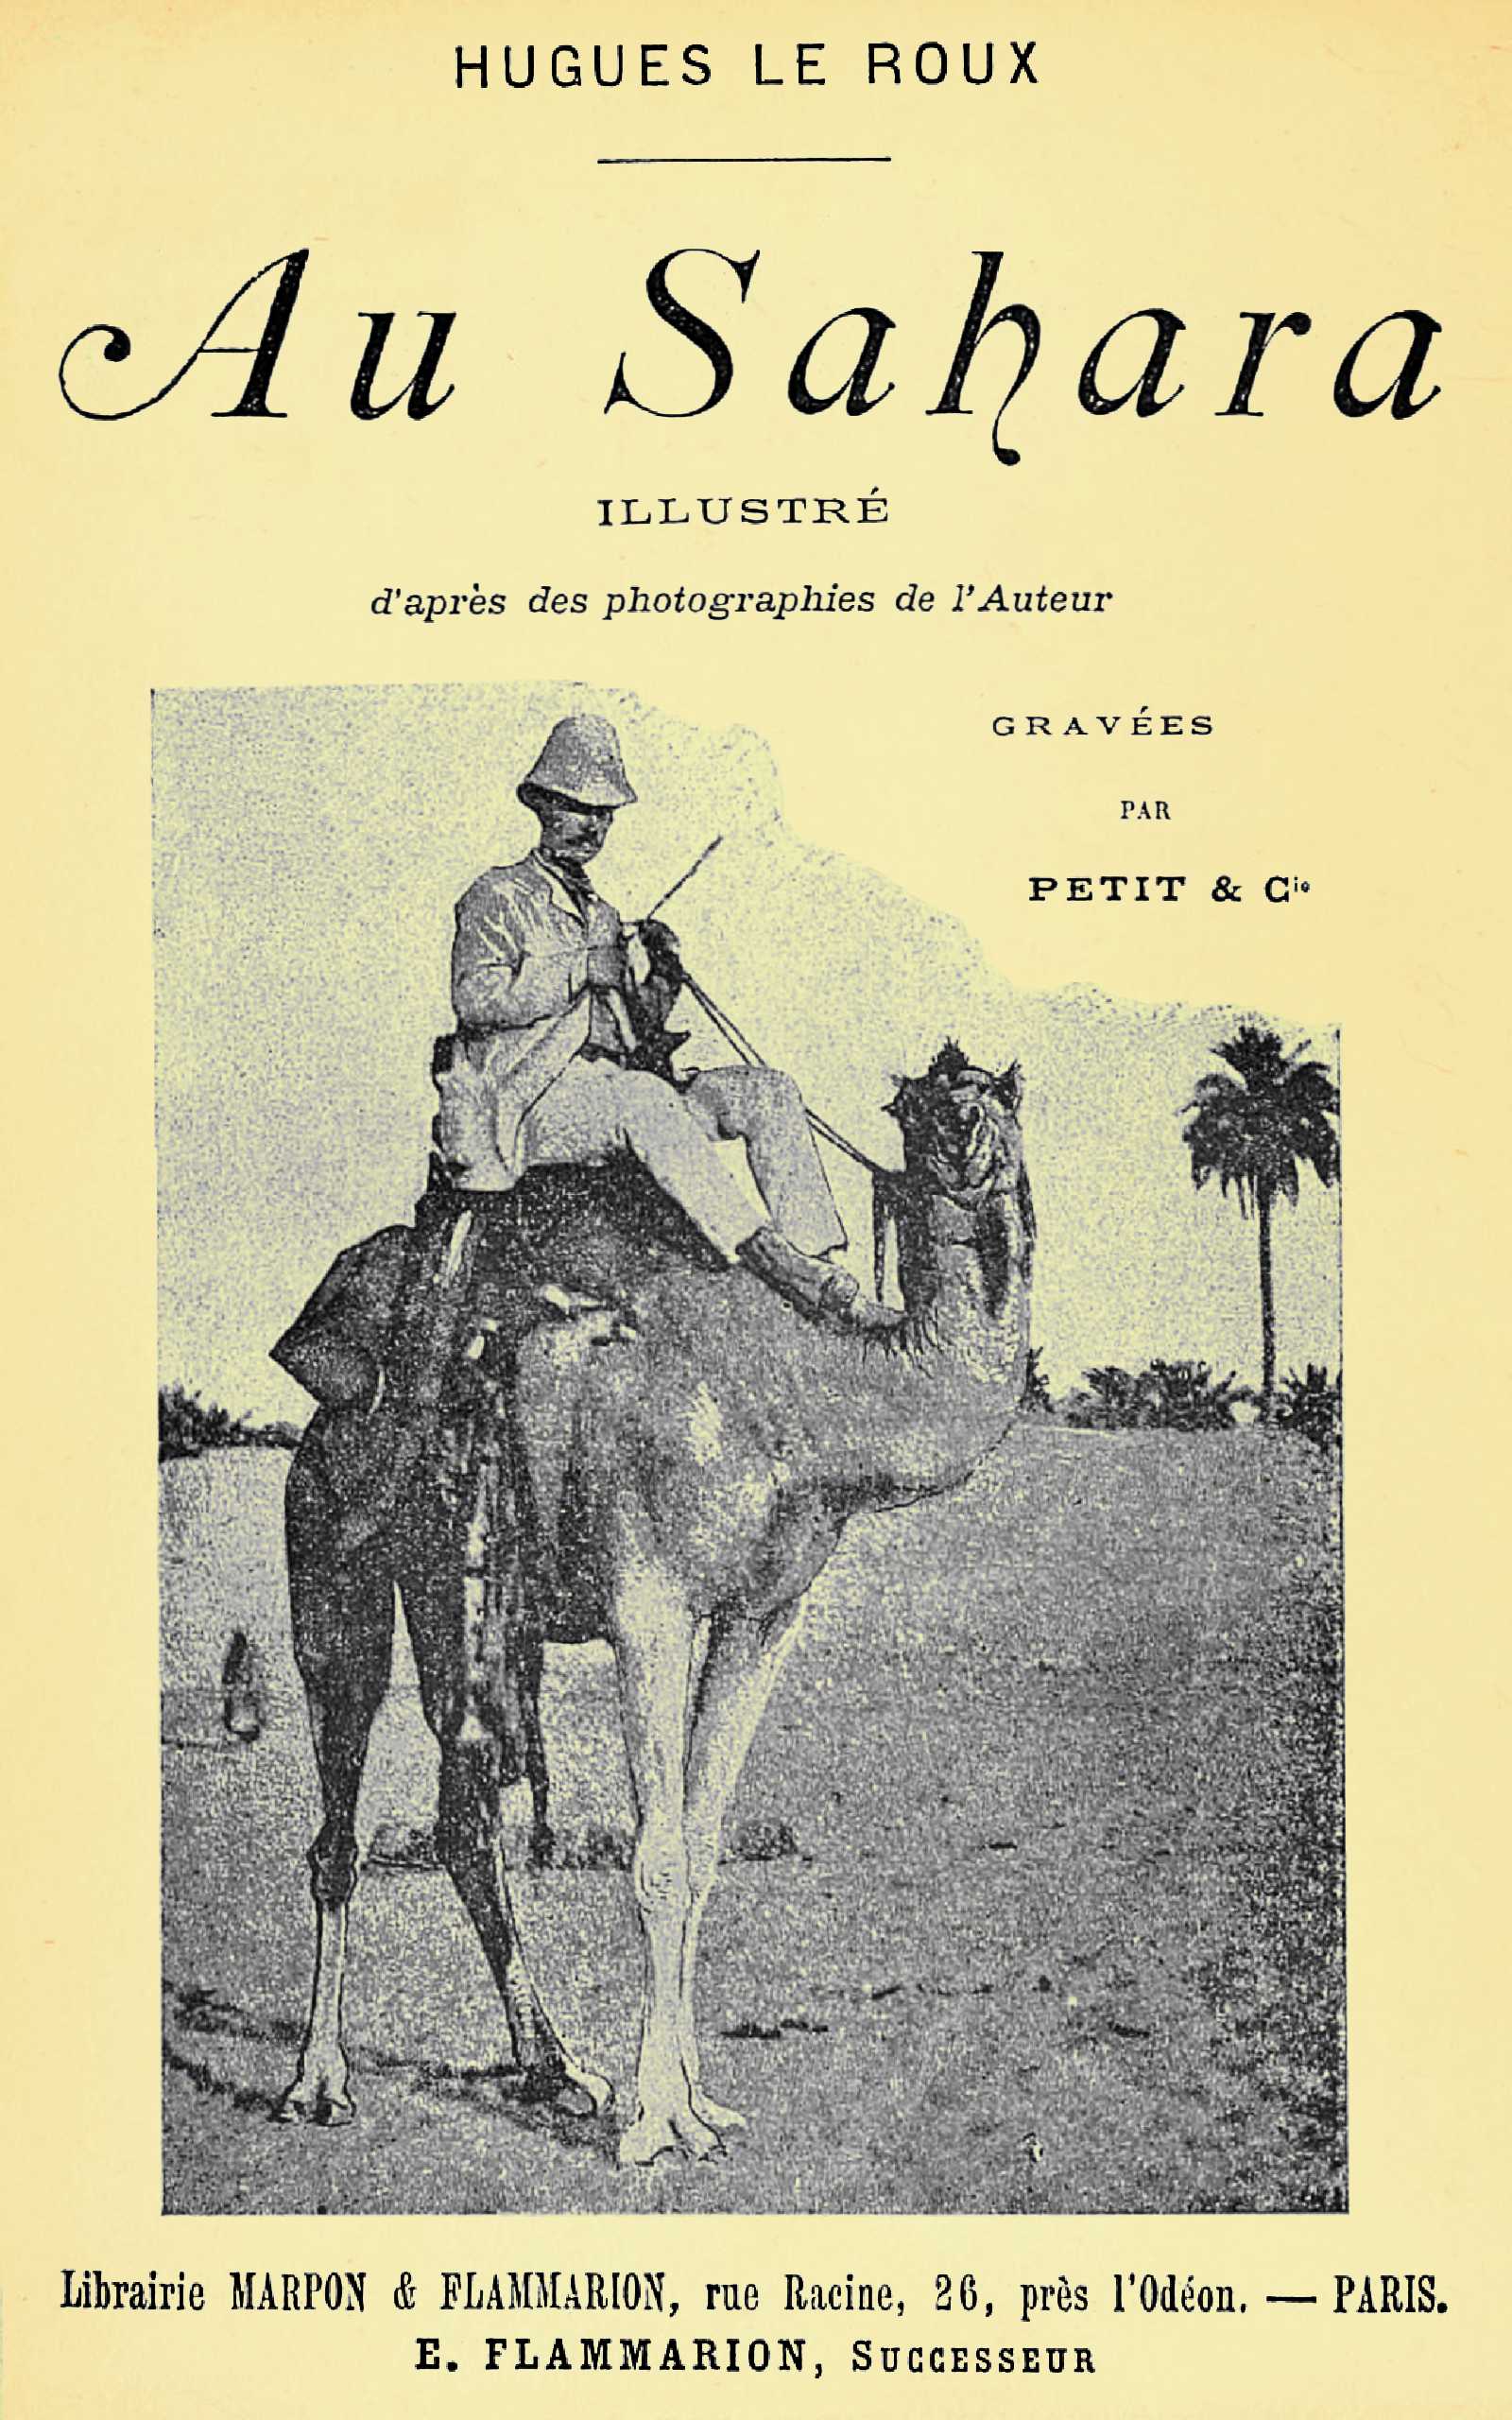 HUGUES LE ROUX
Au Sahara
ILLUSTRÉ
d'après des photographies de l'Auteur
GRAVÉES
PAR
PETIT & Cie
Librairie MARPON & FLAMMARION, rue Racine, 26, près l'Odéon. — PARIS.
E. FLAMMARION, SUCCESSEUR